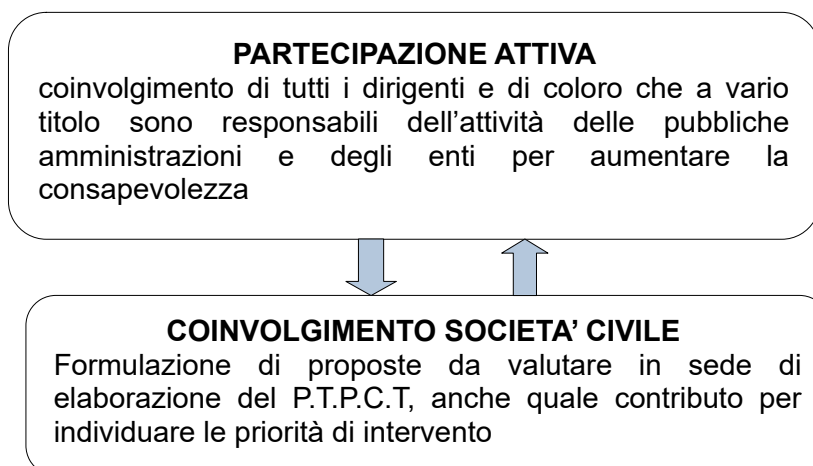 PARTECIPAZIONE ATTIVA
coinvolgimento di tutti i dirigenti e di coloro che a vario
titolo sono responsabili dell’attività delle pubbliche
amministrazioni e degli enti per aumentare la
consapevolezza
COINVOLGIMENTO SOCIETA’ CIVILE
Formulazione di proposte da valutare in sede di
elaborazione del P.T.P.C.T, anche quale contributo per
individuare le priorità di intervento